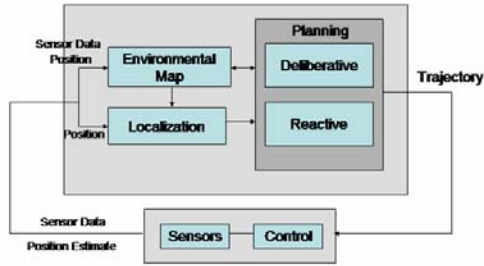 Planning
Sensor Data
Position
Environmental
Map
Deliberative
Trajectory
Localization
Reactive
Position
Sensor Data
Position Estimate
Sensors
Control